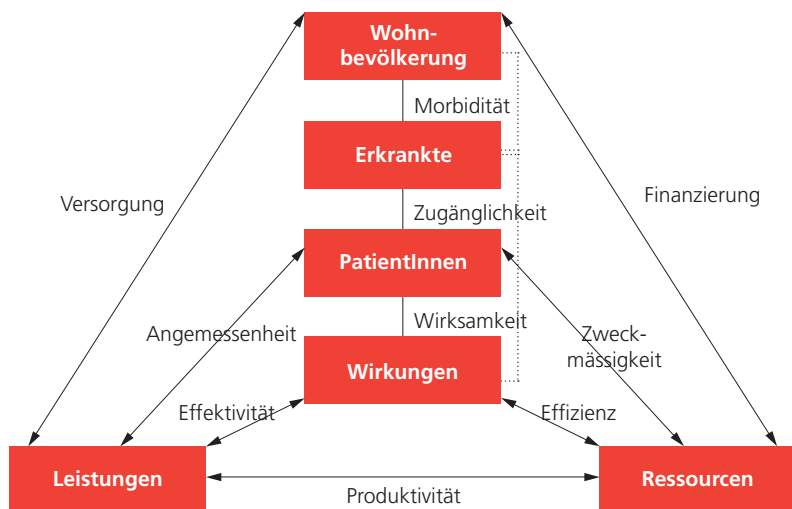 Wohn-
bevölkerung
Morbidität
Erkrankte
Versorgung
Finanzierung
Zugänglichkeit
PatientInnen
Angemessenheit
Wirksamkeit
Zweck-
mässigkeit
Wirkungen
Effektivität
Effizienz
Leistungen
Ressourcen
Produktivität